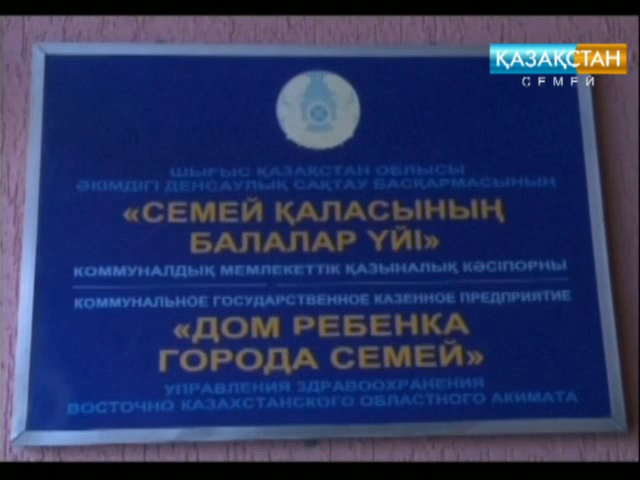 ҚАЗАҚСТАН
СЕМЕЙ
ШЫҒЫС ҚАЗАҚСТАН ОБЛЫСЫ
ӘКІМДІГІ ДЕНСАУЛЫҚ САҚТАУ БАСҚАРМАСЫНЫҢ
«СЕМЕЙ ҚАЛАСЫНЫҢ
БАЛАЛАР ҮЙІ»
КОММУНАЛДЫҚ МЕМЛЕКЕТТІК ҚАЗЫНАЛЫҚ КӘСІПОРНЫ
КОММУНАЛЬНОЕ ГОСУДАРСТВЕННОЕ КАЗЕННОЕ ПРЕДПРИЯТИЕ
«ДОМ РЕБЕНКА
ГОРОДА СЕМЕЙ»
УПРАВЛЕНИЯ ЗДРАВООХРАНЕНИЯ
ВОСТОЧНО КАЗАХСТАНСКОГО ОБЛАСТНОГО АКИМАТА